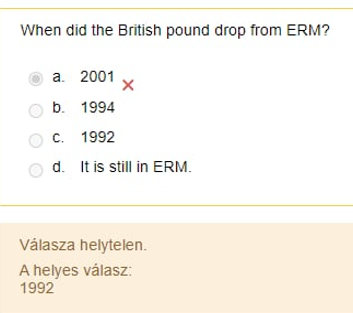 When did the British pound drop from ERM?
a. 2001
b. 1994
c. 1992
d. It is still in ERM.
Válasza helytelen.
A helyes válasz:
1992